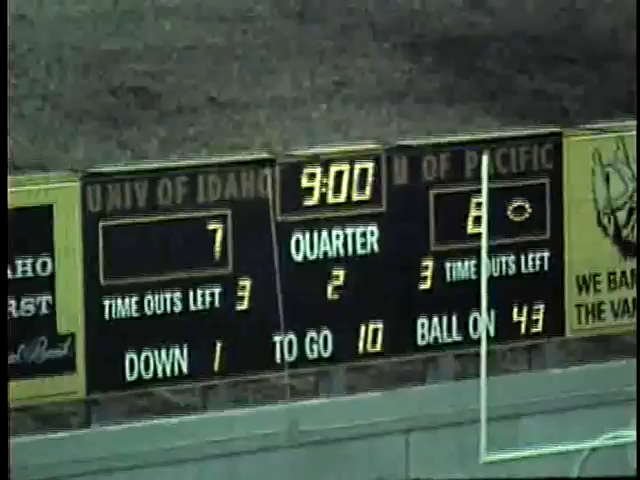 UNIV OF IDAHO 9:00 U OF PACIFIC
7 QUARTER
TIME OUTS LEFT 3 2 3 TIME OUTS LEFT
DOWN 1 TO GO 10 BALL ON 43
AHO
RST
WE BA
THE VA